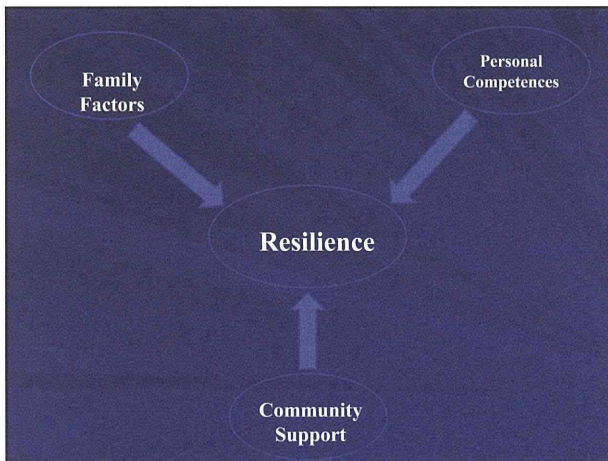 Family
Factors
Personal
Competences
Resilience
Community
Support